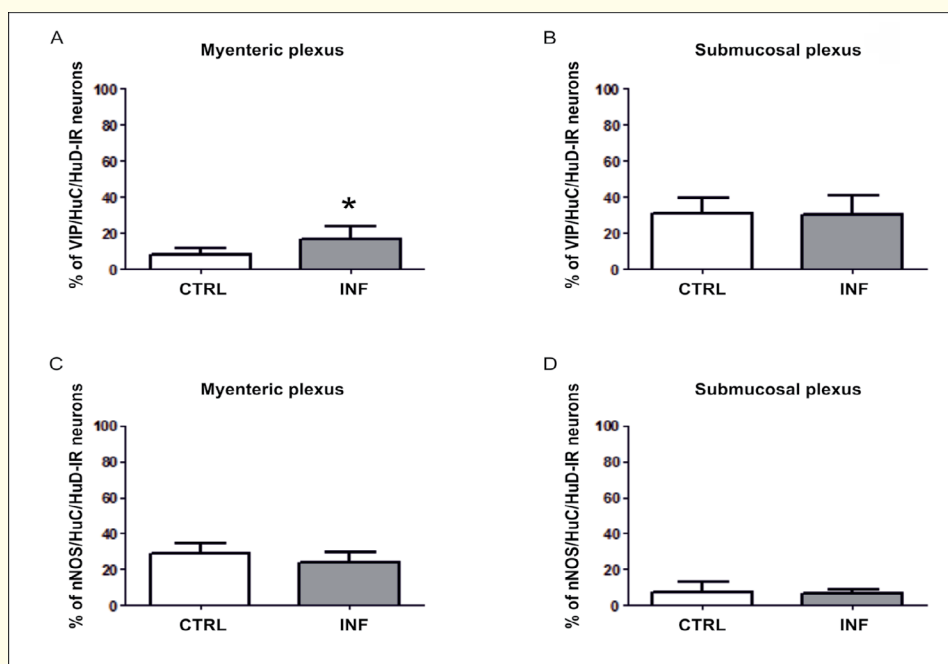 A
Myenteric plexus
% of VIP/HuC/HuD-IR neurons
100
80
60
40
20
0
*
CTRL
INF
B
Submucosal plexus
% of VIP/HuC/HuD-IR neurons
100
80
60
40
20
0
CTRL
INF
C
Myenteric plexus
% of nNOS/HuC/HuD-IR neurons
100
80
60
40
20
0
CTRL
INF
D
Submucosal plexus
% of nNOS/HuC/HuD-IR neurons
100
80
60
40
20
0
CTRL
INF